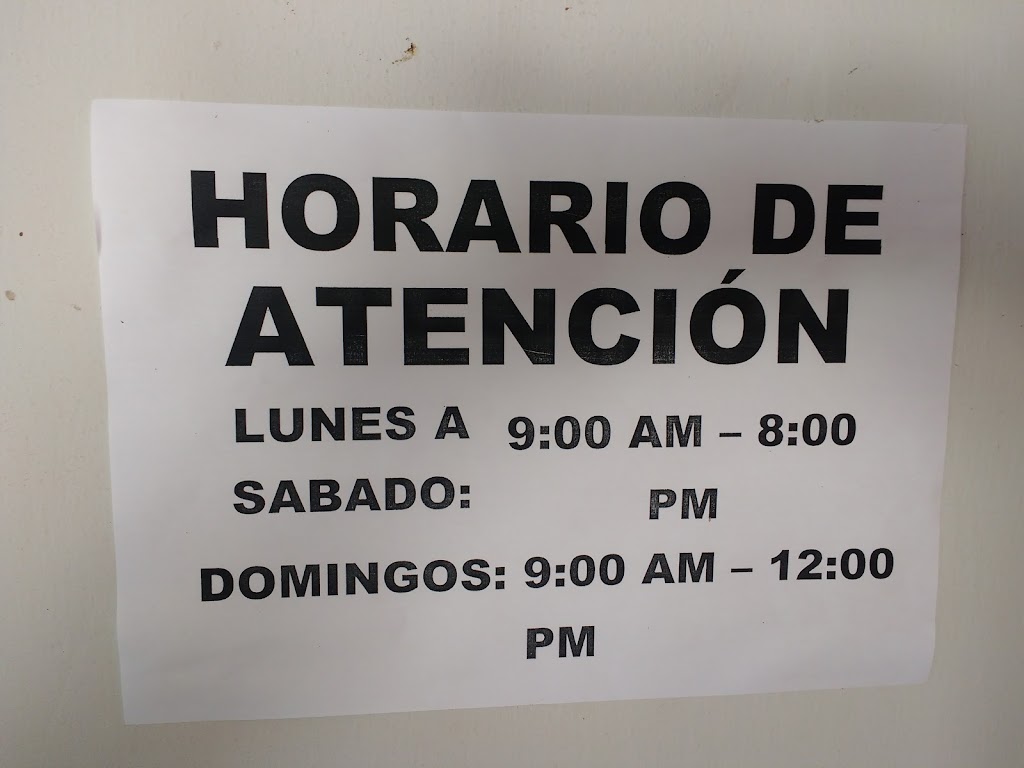 HORARIO DE
ATENCIÓN
LUNES A 9:00 AM – 8:00
SABADO: PM
DOMINGOS: 9:00 AM – 12:00
PM